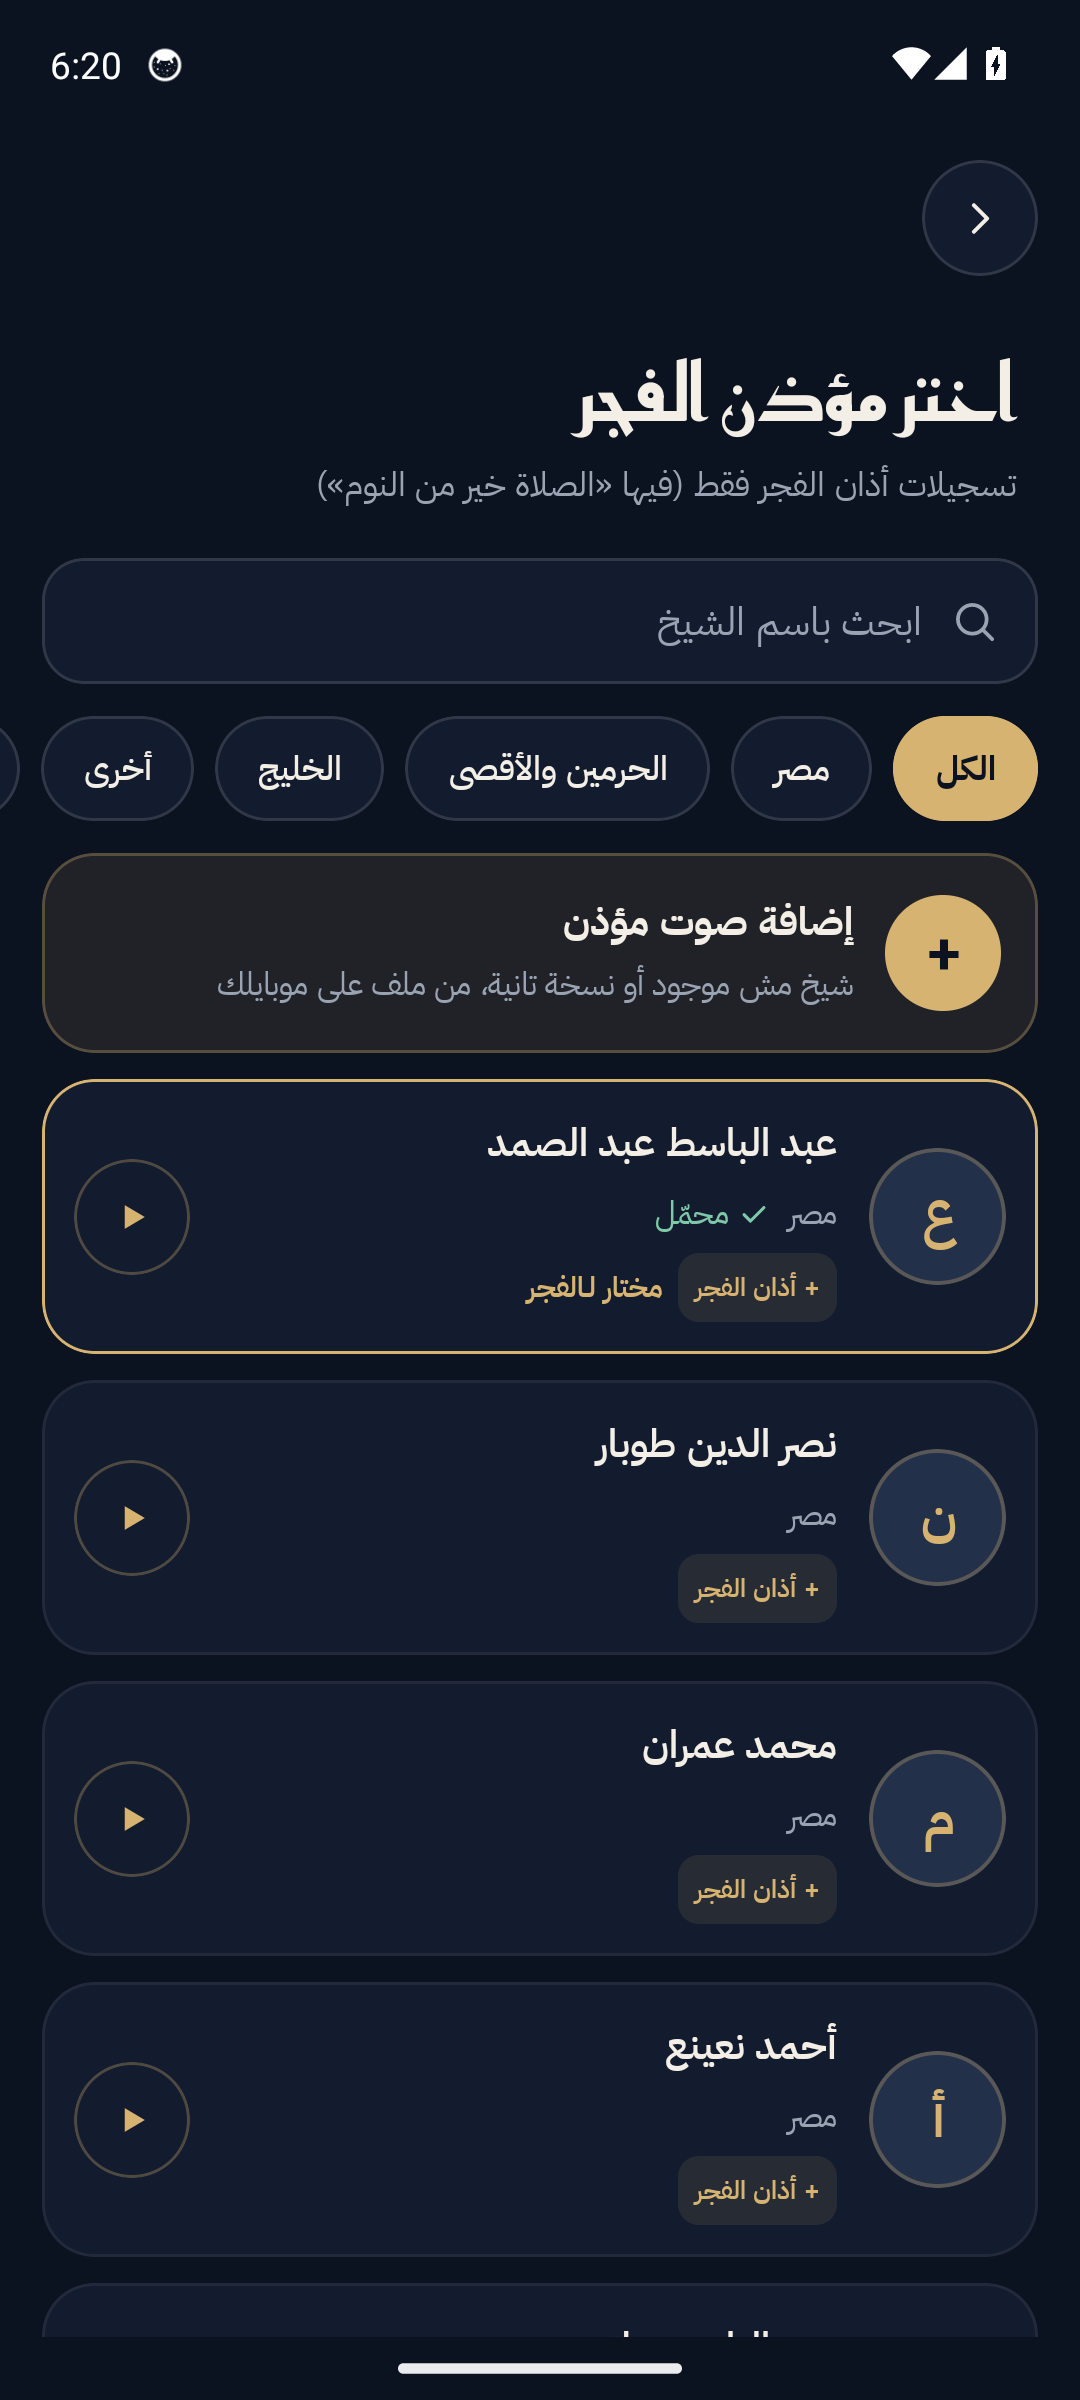 6:20
اختر مؤذن الفجر
تسجيلات أذان الفجر فقط (فيها «الصلاة خير من النوم»)
ابحث باسم الشيخ
الكل
مصر
الحرمين والأقصى
الخليج
أخرى
+
إضافة صوت مؤذن
شيخ مش موجود أو نسخة تانية، من ملف على موبايلك
ع
عبد الباسط عبد الصمد
مصر ✓ محمّل
+ أذان الفجر مختار لـالفجر
ن
نصر الدين طوبار
مصر
+ أذان الفجر
م
محمد عمران
مصر
+ أذان الفجر
أ
أحمد نعينع
مصر
+ أذان الفجر